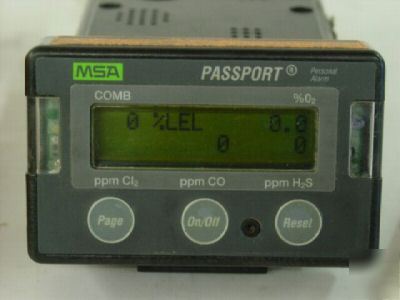 MSA PASSPORT ® Personal Alarm
COMB %O₂
0 %LEL 0.0
0 0
ppm Cl₂ ppm CO ppm H₂S
Page On/Off Reset